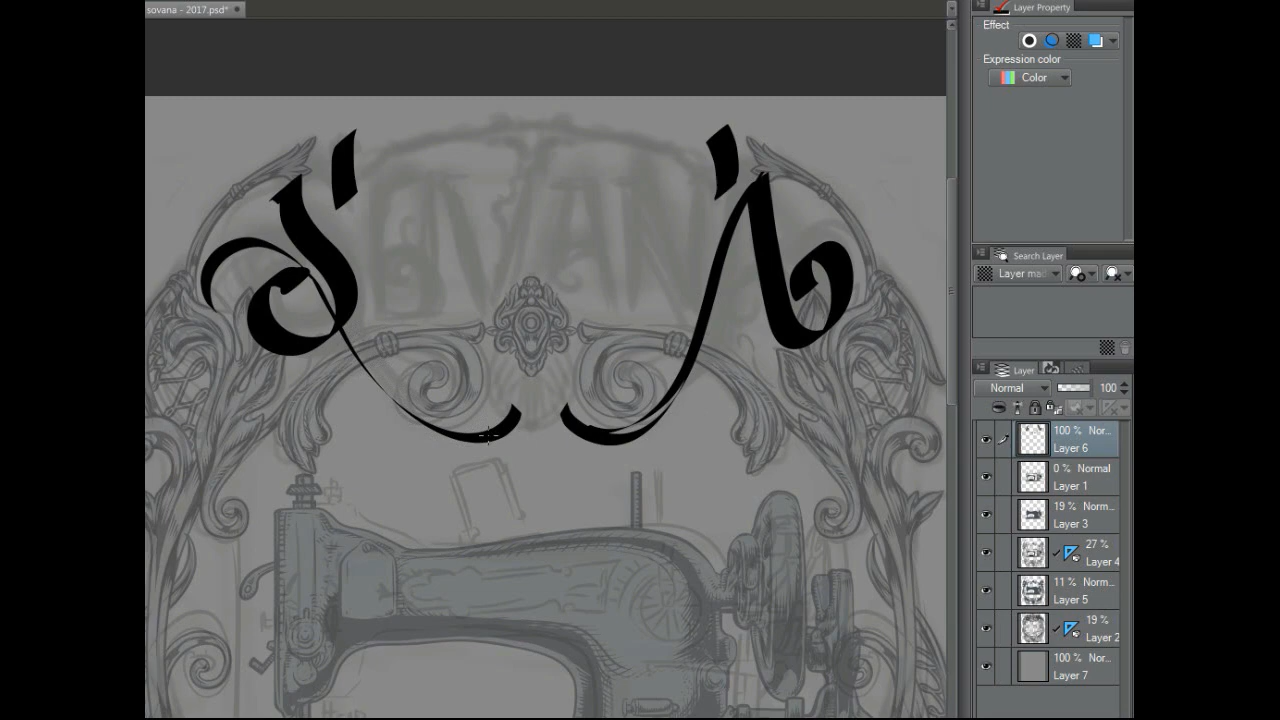 sovana - 2017.psd*
Layer Property
Effect
Expression color
Color
Search Layer
Layer
Normal 100
100 % Nor...
Layer 6
0 % Normal
Layer 1
19 % Norm...
Layer 3
27 %
Layer 4
11 % Norm...
Layer 5
19 %
Layer 2
100 % Nor...
Layer 7